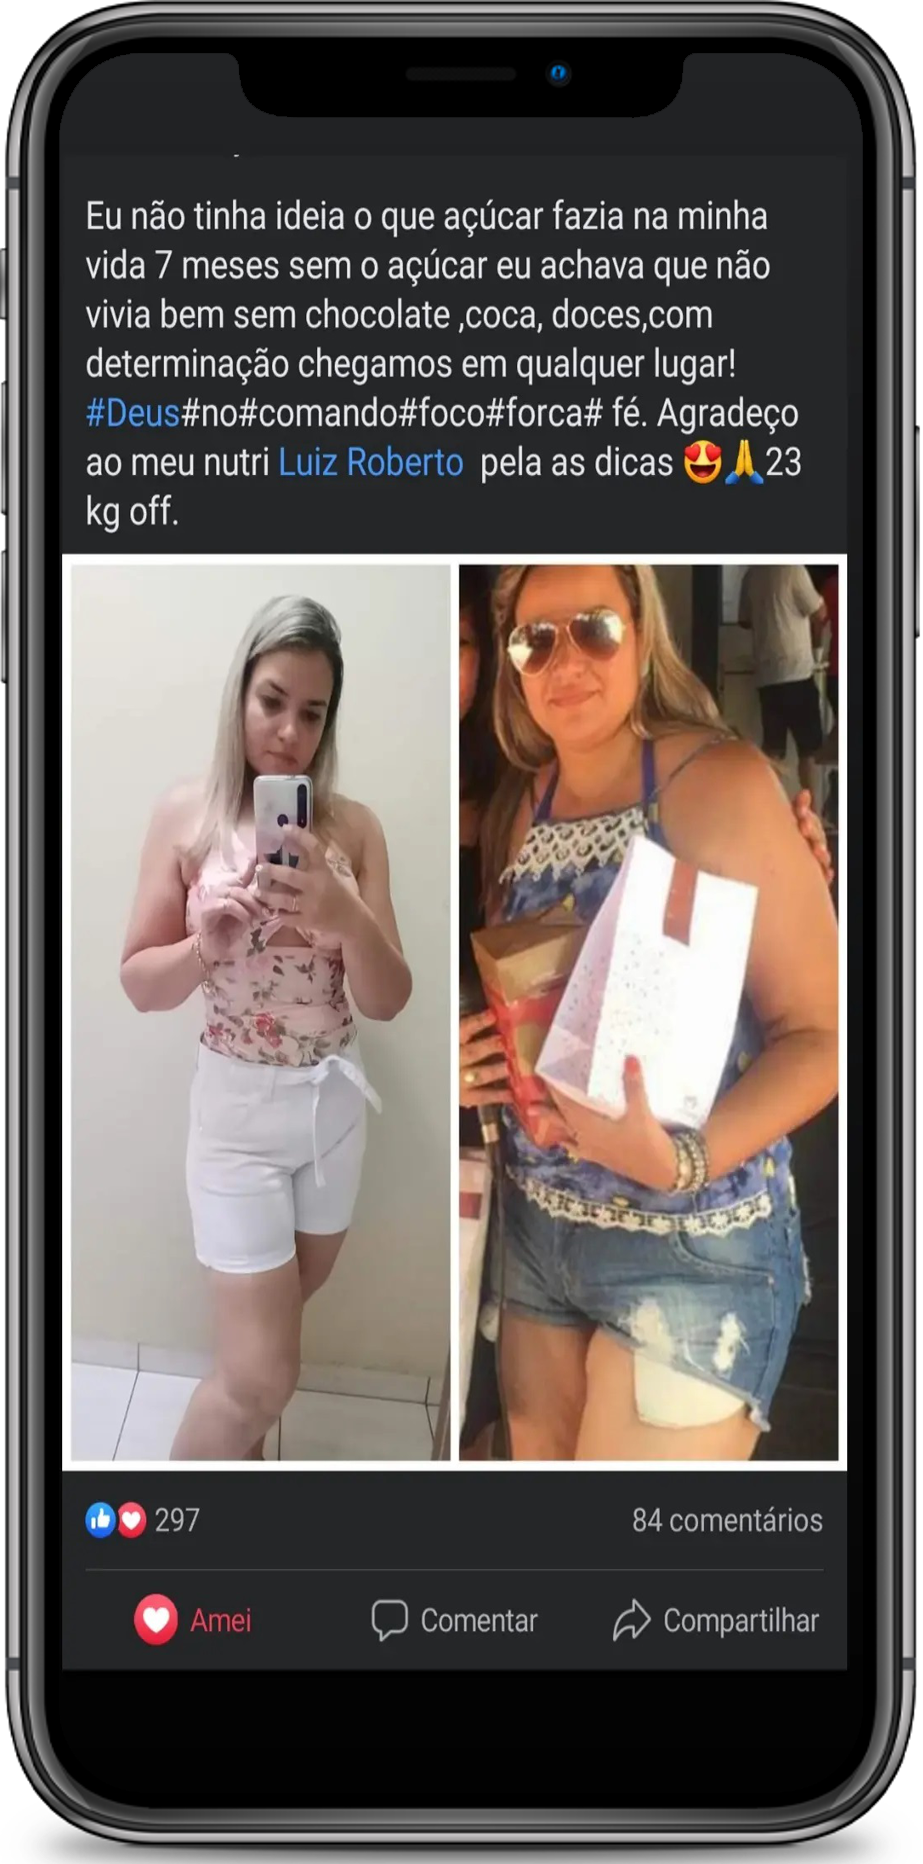 Eu não tinha ideia o que açúcar fazia na minha
vida 7 meses sem o açúcar eu achava que não
vivia bem sem chocolate ,coca, doces,com
determinação chegamos em qualquer lugar!
#Deus#no#comando#foco#forca# fé. Agradeço
ao meu nutri Luiz Roberto pela as dicas 😍🙏23
kg off.
297
84 comentários
Amei
Comentar
Compartilhar